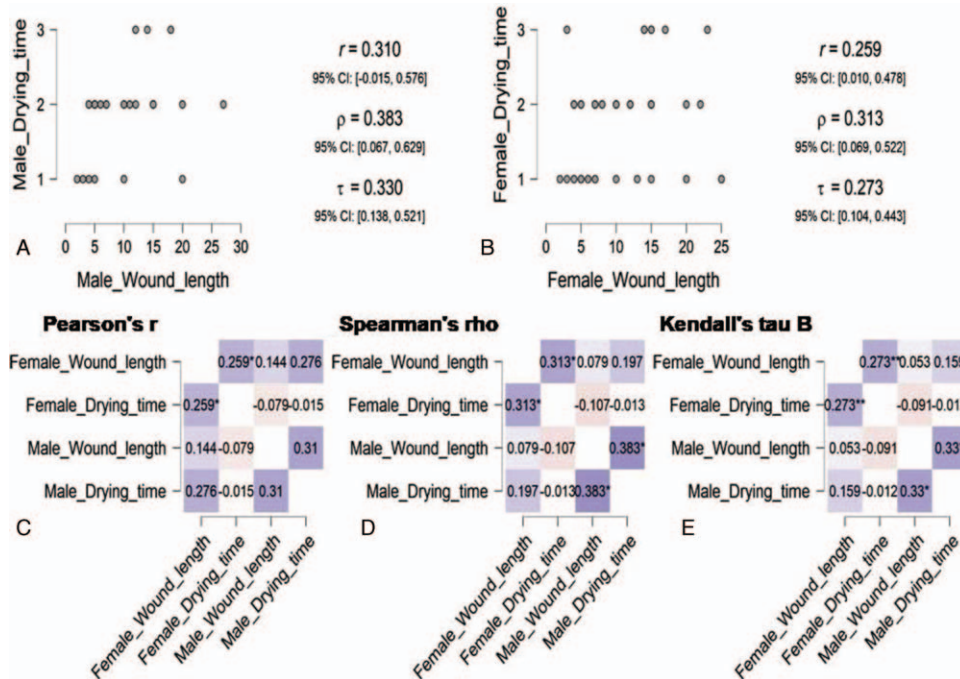 Male_Drying_time
3
2
1
0 5 10 15 20 25 30
Male_Wound_length
A
r = 0.310
95% CI: [-0.015, 0.576]
ρ = 0.383
95% CI: [0.067, 0.629]
τ = 0.330
95% CI: [0.138, 0.521]
Female_Drying_time
3
2
1
0 5 10 15 20 25
Female_Wound_length
B
r = 0.259
95% CI: [0.010, 0.478]
ρ = 0.313
95% CI: [0.069, 0.522]
τ = 0.273
95% CI: [0.104, 0.443]
Pearson's r
Female_Wound_length 0.259* 0.144 0.276
Female_Drying_time 0.259* -0.079 -0.015
Male_Wound_length 0.144 -0.079 0.31
Male_Drying_time 0.276 -0.015 0.31
C
Female_Wound_length
Female_Drying_time
Male_Wound_length
Male_Drying_time
Spearman's rho
Female_Wound_length 0.313* 0.079 0.197
Female_Drying_time 0.313* -0.107 -0.013
Male_Wound_length 0.079 -0.107 0.383*
Male_Drying_time 0.197 -0.013 0.383*
D
Female_Wound_length
Female_Drying_time
Male_Wound_length
Male_Drying_time
Kendall's tau B
Female_Wound_length 0.273** 0.053 0.159
Female_Drying_time 0.273** -0.091 -0.01
Male_Wound_length 0.053 -0.091 0.33
Male_Drying_time 0.159 -0.012 0.33*
E
Female_Wound_length
Female_Drying_time
Male_Wound_length
Male_Drying_time